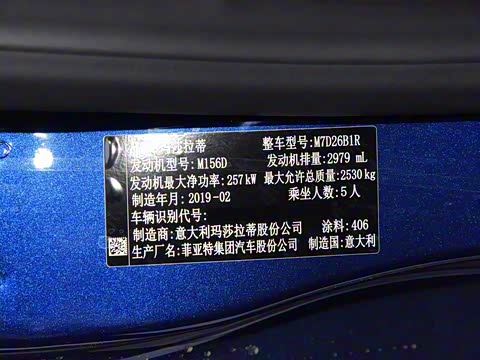 玛莎拉蒂 整车型号:M7D26B1R
发动机型号:M156D 发动机排量:2979 mL
发动机最大净功率:257kW 最大允许总质量:2530kg
制造年月:2019-02 乘坐人数:5人
车辆识别代号:
制造商:意大利玛莎拉蒂股份公司 涂料:406
生产厂名:菲亚特集团汽车股份公司 制造国:意大利